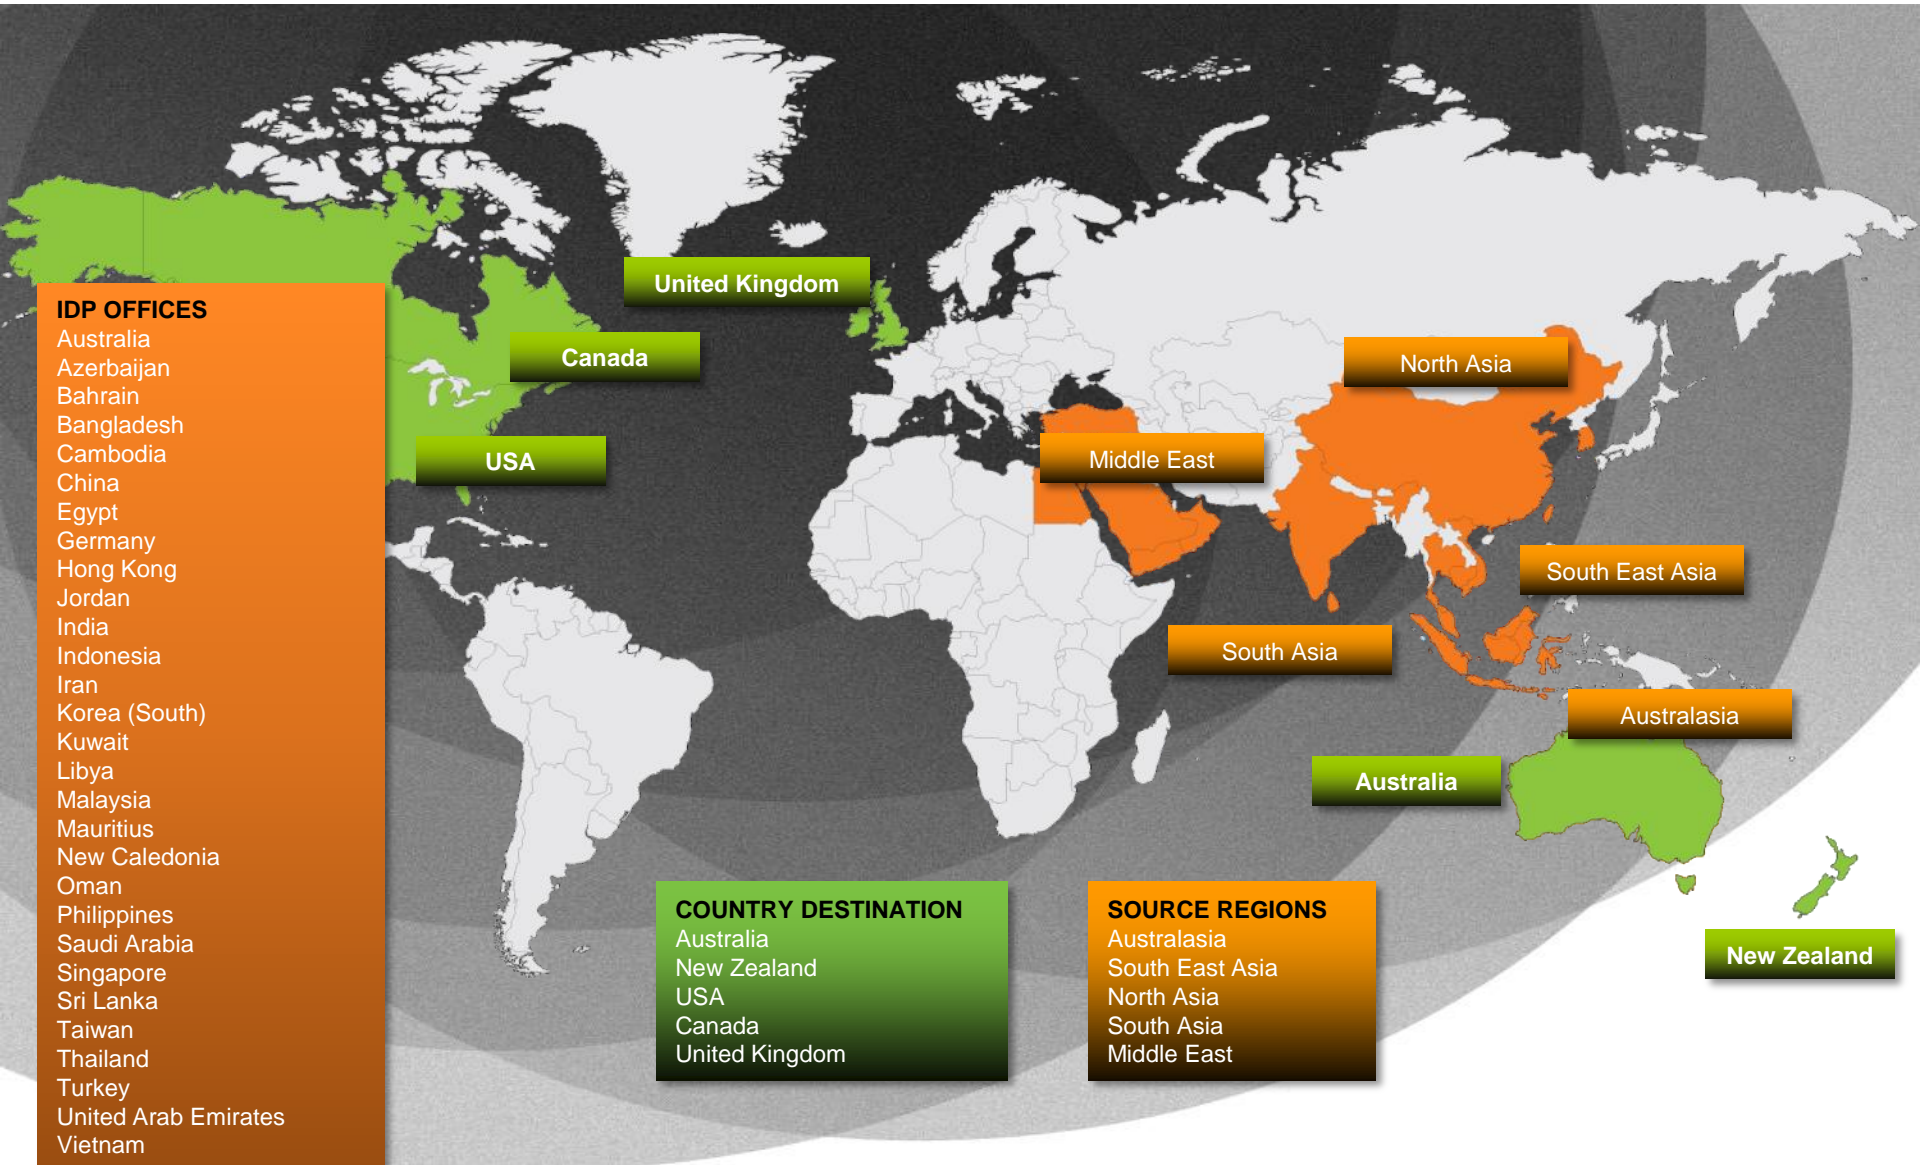 United Kingdom
Canada
USA
North Asia
Middle East
South East Asia
South Asia
Australasia
Australia
New Zealand
IDP OFFICES
Australia
Azerbaijan
Bahrain
Bangladesh
Cambodia
China
Egypt
Germany
Hong Kong
Jordan
India
Indonesia
Iran
Korea (South)
Kuwait
Libya
Malaysia
Mauritius
New Caledonia
Oman
Philippines
Saudi Arabia
Singapore
Sri Lanka
Taiwan
Thailand
Turkey
United Arab Emirates
Vietnam
COUNTRY DESTINATION
Australia
New Zealand
USA
Canada
United Kingdom
SOURCE REGIONS
Australasia
South East Asia
North Asia
South Asia
Middle East